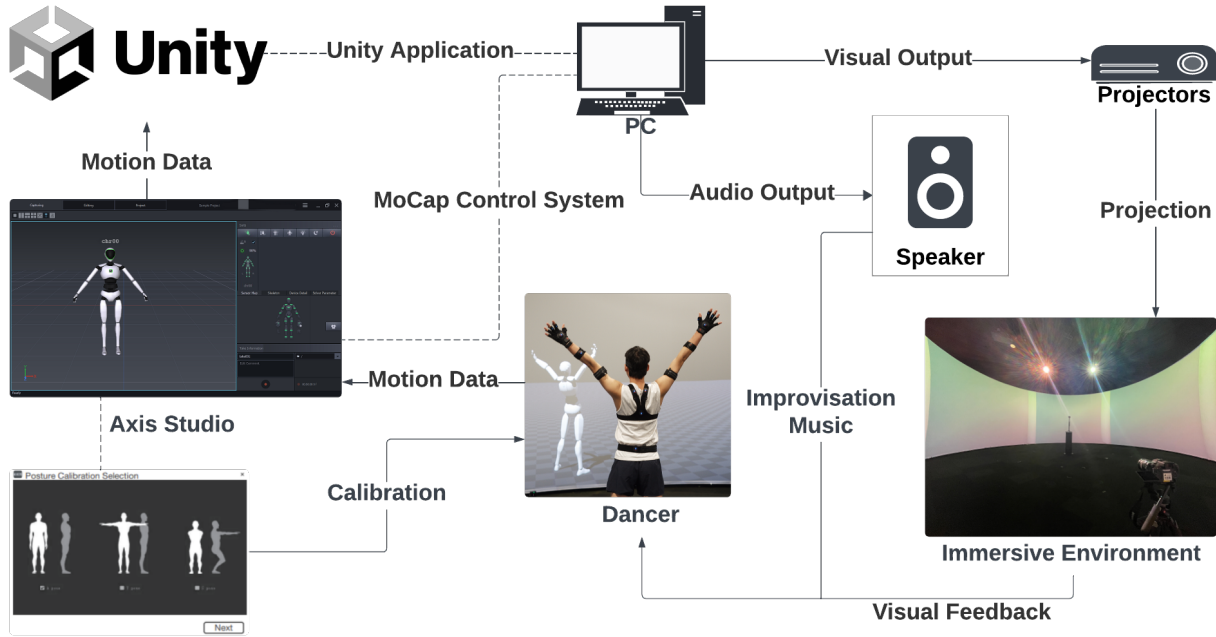 Unity
Unity Application
PC
Visual Output
Projectors
Motion Data
MoCap Control System
Audio Output
Speaker
Projection
Axis Studio
Motion Data
Improvisation
Music
Posture Calibration Selection
Next
Calibration
Dancer
Immersive Environment
Visual Feedback